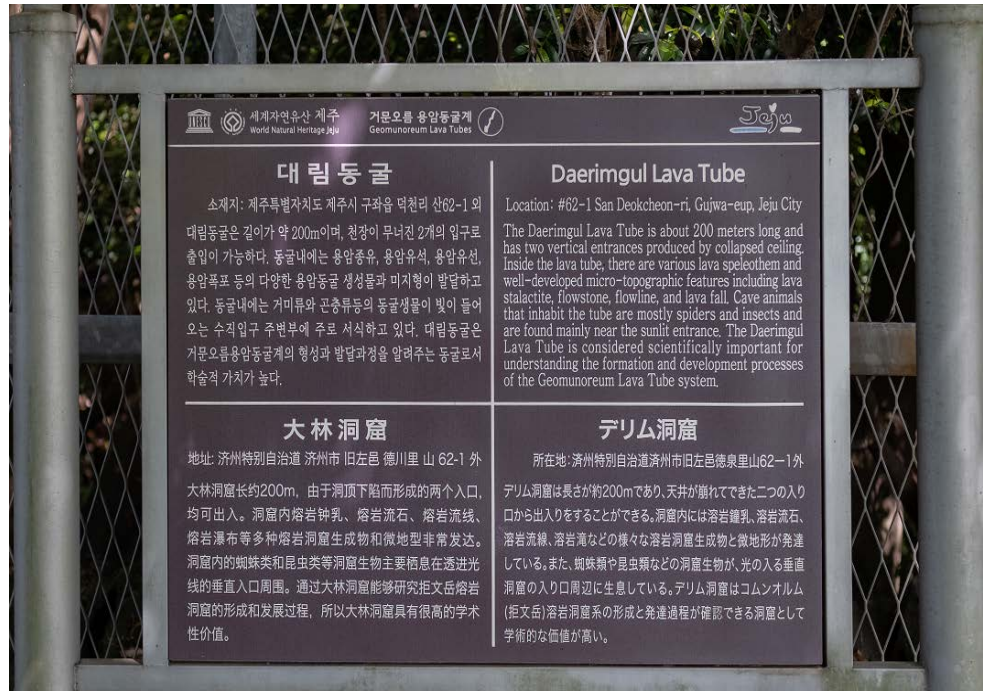 세계자연유산 제주
World Natural Heritage Jeju
거문오름 용암동굴계
Geomunoreum Lava Tubes
Jeju
대림동굴
소재지: 제주특별자치도 제주시 구좌읍 덕천리 산62-1 외
대림동굴은 길이가 약 200m이며, 천장이 무너진 2개의 입구로
출입이 가능하다. 동굴내에는 용암종유, 용암유석, 용암유선,
용암폭포 등의 다양한 용암동굴 생성물과 미지형이 발달하고
있다. 동굴내에는 거미류와 곤충류등의 동굴생물이 빛이 들어
오는 수직입구 주변부에 주로 서식하고 있다. 대림동굴은
거문오름용암동굴계의 형성과 발달과정을 알려주는 동굴로서
학술적 가치가 높다.
Daerimgul Lava Tube
Location: #62-1 San Deokcheon-ri, Gujwa-eup, Jeju City
The Daerimgul Lava Tube is about 200 meters long and
has two vertical entrances produced by collapsed ceiling.
Inside the lava tube, there are various lava speleothem and
well-developed micro-topographic features including lava
stalactite, flowstone, flowline, and lava fall. Cave animals
that inhabit the tube are mostly spiders and insects and
are found mainly near the sunlit entrance. The Daerimgul
Lava Tube is considered scientifically important for
understanding the formation and development processes
of the Geomunoreum Lava Tube system.
大林洞窟
地址: 済州特別自治道 济州市 旧左邑 德川里 山 62-1 外
大林洞窟长约200m，由于洞顶下陷而形成的两个入口,
均可出入。洞窟内熔岩钟乳、熔岩流石、熔岩流线、
熔岩瀑布等多种熔岩洞窟生成物和微地型非常发达。
洞窟内的蜘蛛类和昆虫类等洞窟生物主要栖息在透进光
线的垂直入口周围。通过大林洞窟能够研究拒文岳熔岩
洞窟的形成和发展过程，所以大林洞窟具有很高的学术
性价值。
デリム洞窟
所在地：済州特別自治道済州市旧左邑徳泉里山62ー1外
デリム洞窟は長さが約200mであり、天井が崩れてできた二つの入り
口から出入りをすることができる。洞窟内には溶岩鐘乳、溶岩流石、
溶岩流線、溶岩滝などの様々な溶岩洞窟生成物と微地形が発達
している。また、蜘蛛類や昆虫類などの洞窟生物が、光の入る垂直
洞窟の入り口周辺に生息している。デリム洞窟はコムンオルム
(拒文岳)溶岩洞窟系の形成と発達過程が確認できる洞窟として
学術的な価値が高い。